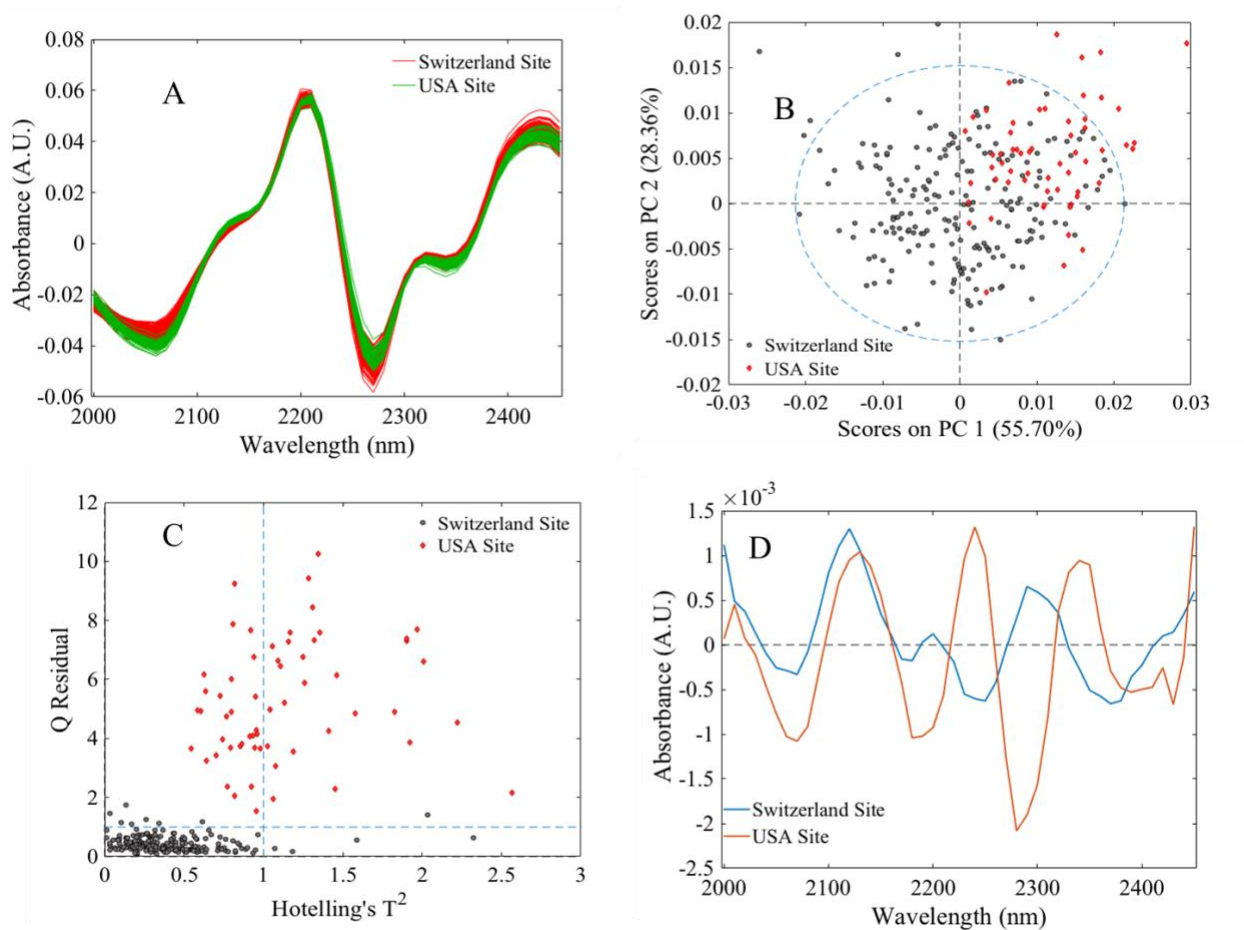 A
Switzerland Site
USA Site
0.08
0.06
0.04
0.02
0
-0.02
-0.04
-0.06
Absorbance (A.U.)
2000 2100 2200 2300 2400
Wavelength (nm)
B
0.02
0.015
0.01
0.005
0
-0.005
-0.01
-0.015
-0.02
Scores on PC 2 (28.36%)
Switzerland Site
USA Site
-0.03 -0.02 -0.01 0 0.01 0.02 0.03
Scores on PC 1 (55.70%)
C
Switzerland Site
USA Site
12
10
8
6
4
2
0
Q Residual
0 0.5 1 1.5 2 2.5 3
Hotelling's T²
×10⁻³
D
1.5
1
0.5
0
-0.5
-1
-1.5
-2
-2.5
Absorbance (A.U.)
Switzerland Site
USA Site
2000 2100 2200 2300 2400
Wavelength (nm)